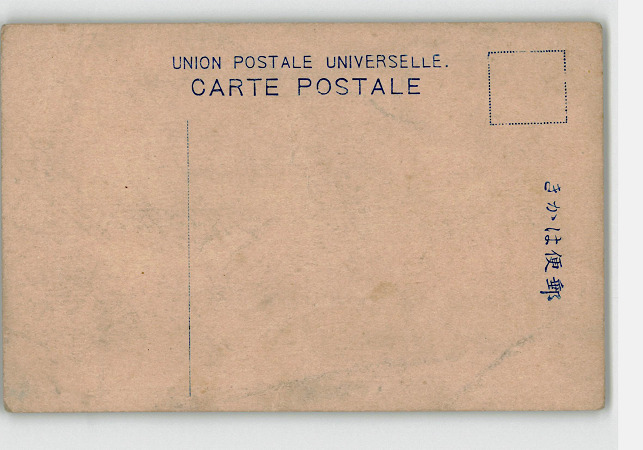 UNION POSTALE UNIVERSELLE.
CARTE POSTALE
きかは便郵